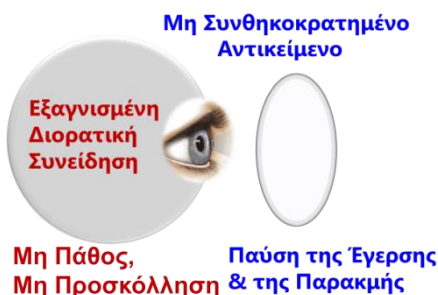 Μη Συνθηκοκρατημένο
Αντικείμενο
Εξαγνισμένη
Διορατική
Συνείδηση
Μη Πάθος,
Μη Προσκόλληση
Παύση της Έγερσης
& της Παρακμής